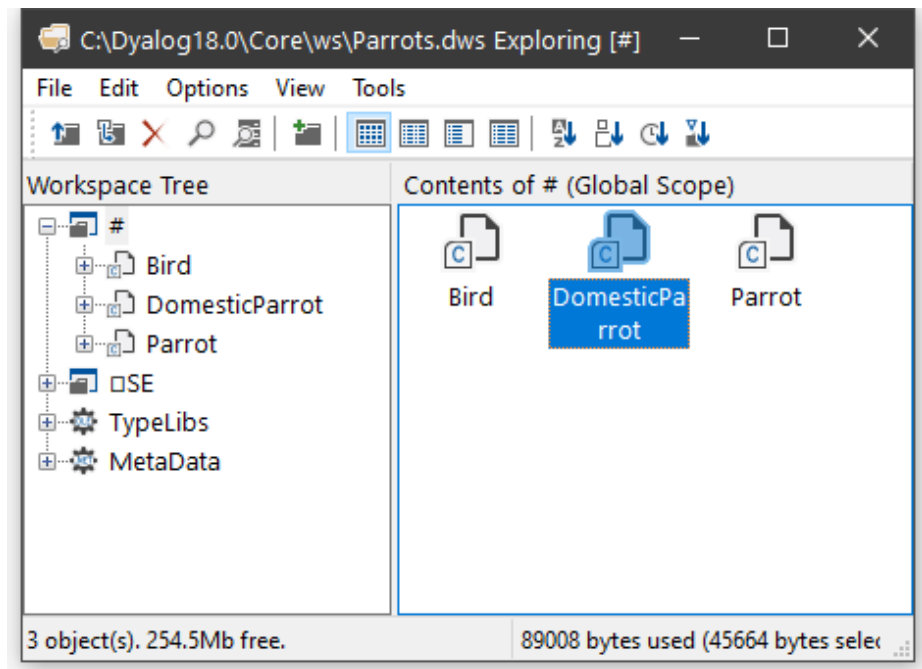 C:\Dyalog18.0\Core\ws\Parrots.dws Exploring [#]
File Edit Options View Tools
Workspace Tree
Contents of # (Global Scope)
#
Bird
DomesticParrot
Parrot
⎕SE
TypeLibs
MetaData
Bird
DomesticPa
rrot
Parrot
3 object(s). 254.5Mb free.
89008 bytes used (45664 bytes selec